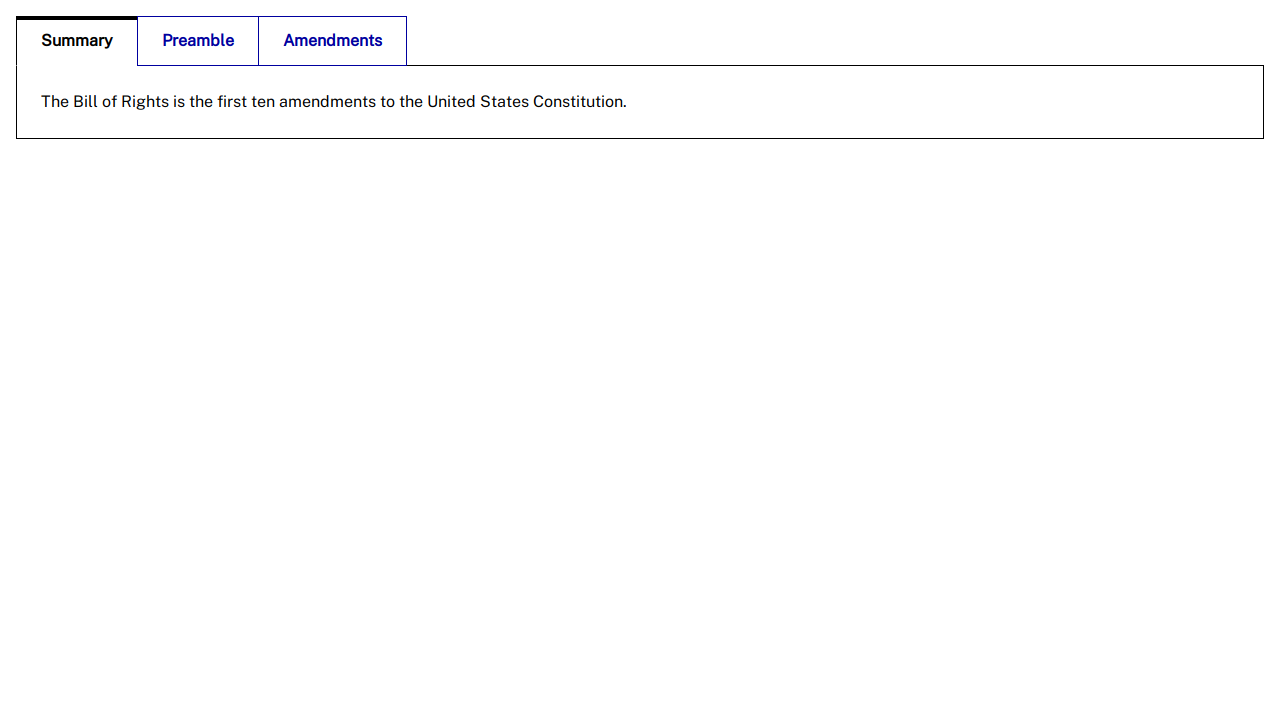 Summary Preamble Amendments
The Bill of Rights is the first ten amendments to the United States Constitution.